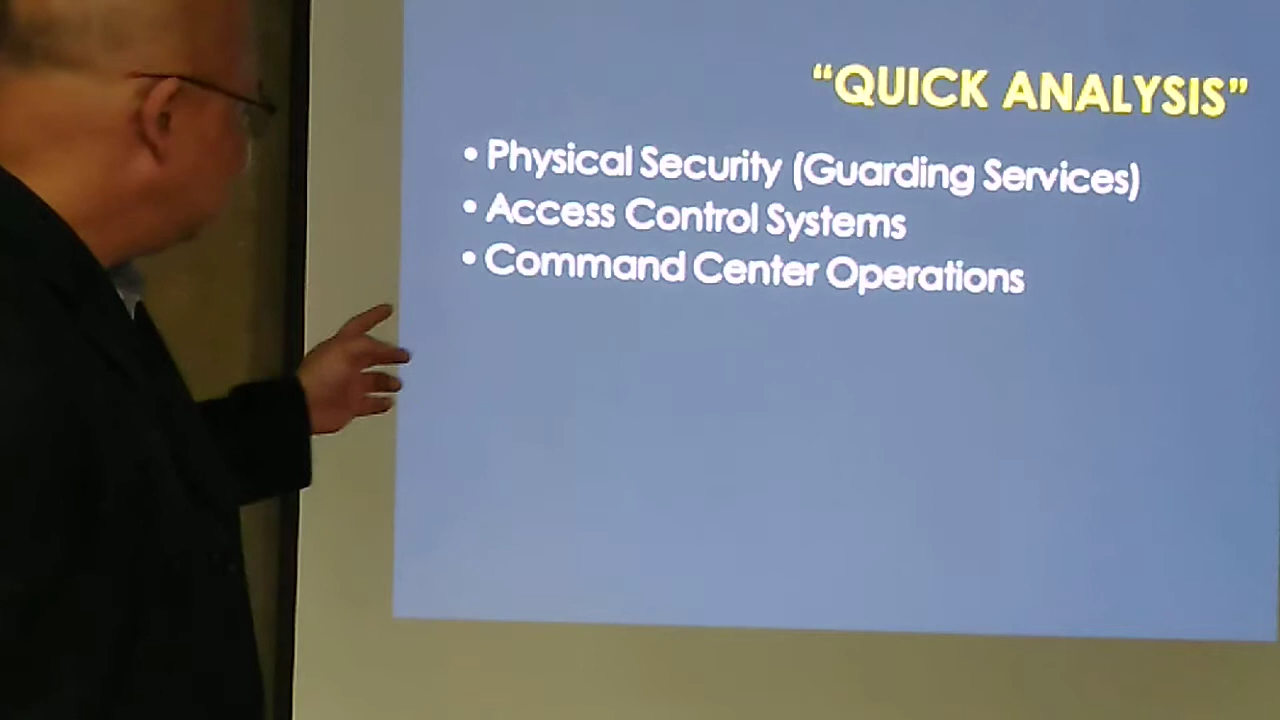 “QUICK ANALYSIS”
• Physical Security (Guarding Services)
• Access Control Systems
• Command Center Operations